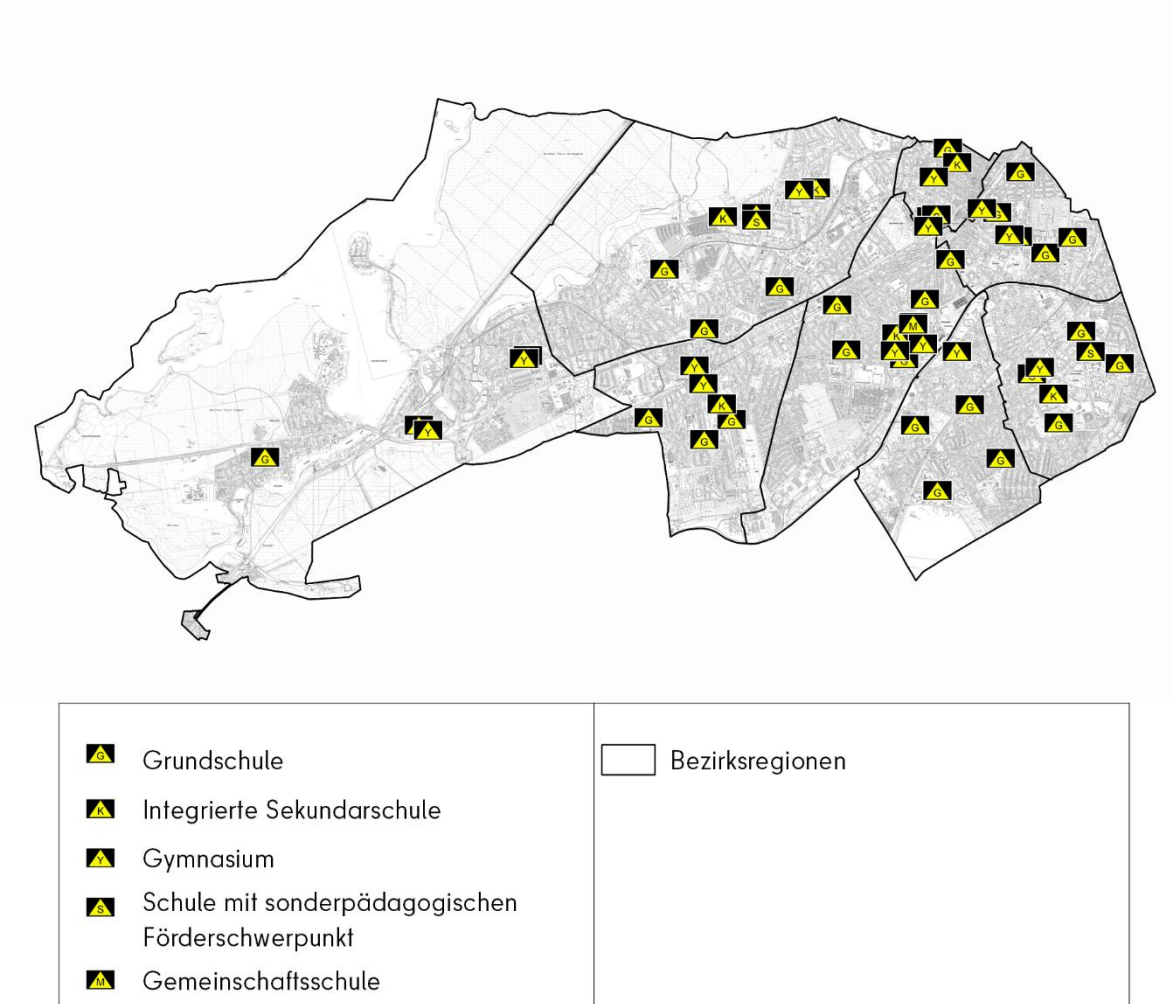 G
K
Y
G
Y K
K S
G Y
Y S
Y
G G
G
G
G
G
G
M
K
G
Y
Y
Y
G
G
S
G
Y
Y
Y
G
Y
K
K
G
G
G
G
G
Y
G
G
G
G
G Grundschule
K Integrierte Sekundarschule
Y Gymnasium
S Schule mit sonderpädagogischen
Förderschwerpunkt
M Gemeinschaftsschule
Bezirksregionen